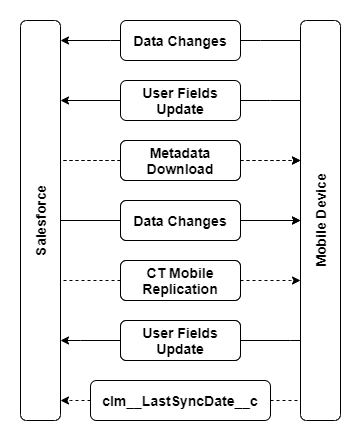 Data Changes
User Fields
Update
Metadata
Download
Salesforce
Mobile Device
Data Changes
CT Mobile
Replication
User Fields
Update
clm__LastSyncDate__c